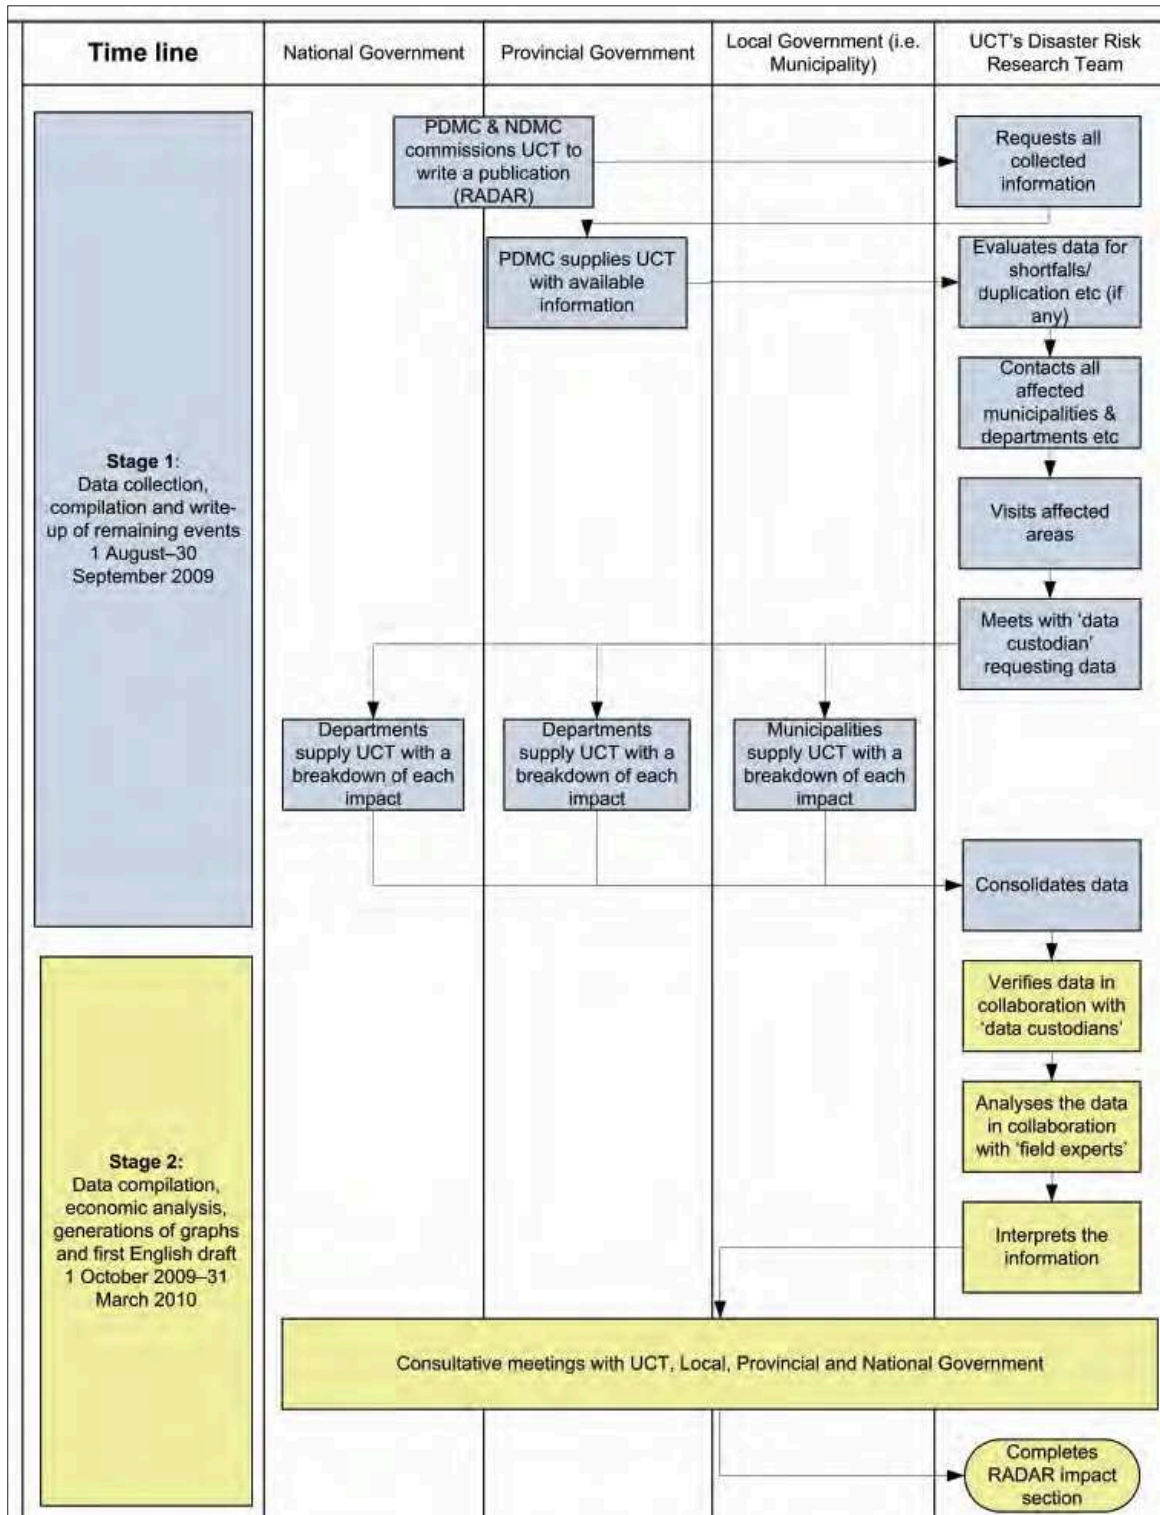 Time line
National Government
Provincial Government
Local Government (i.e.
Municipality)
UCT's Disaster Risk
Research Team
PDMC & NDMC
commissions UCT to
write a publication
(RADAR)
Requests all
collected
information
PDMC supplies UCT
with available
information
Evaluates data for
shortfalls/
duplication etc (if
any)
Contacts all
affected
municipalities &
departments etc
Stage 1:
Data collection,
compilation and write-
up of remaining events
1 August–30
September 2009
Visits affected
areas
Meets with ‘data
custodian’
requesting data
Departments
supply UCT with a
breakdown of each
impact
Departments
supply UCT with a
breakdown of each
impact
Municipalities
supply UCT with a
breakdown of each
impact
Consolidates data
Verifies data in
collaboration with
‘data custodians’
Analyses the data
in collaboration
with ‘field experts’
Stage 2:
Data compilation,
economic analysis,
generations of graphs
and first English draft
1 October 2009–31
March 2010
Interprets the
information
Consultative meetings with UCT, Local, Provincial and National Government
Completes
RADAR impact
section